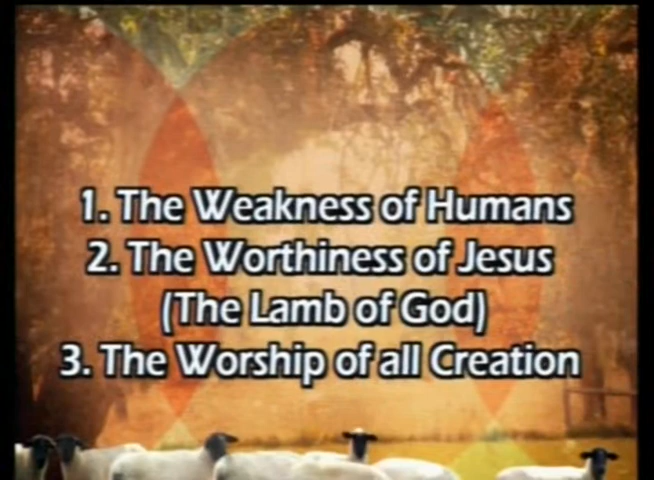 1. The Weakness of Humans
2. The Worthiness of Jesus
(The Lamb of God)
3. The Worship of all Creation